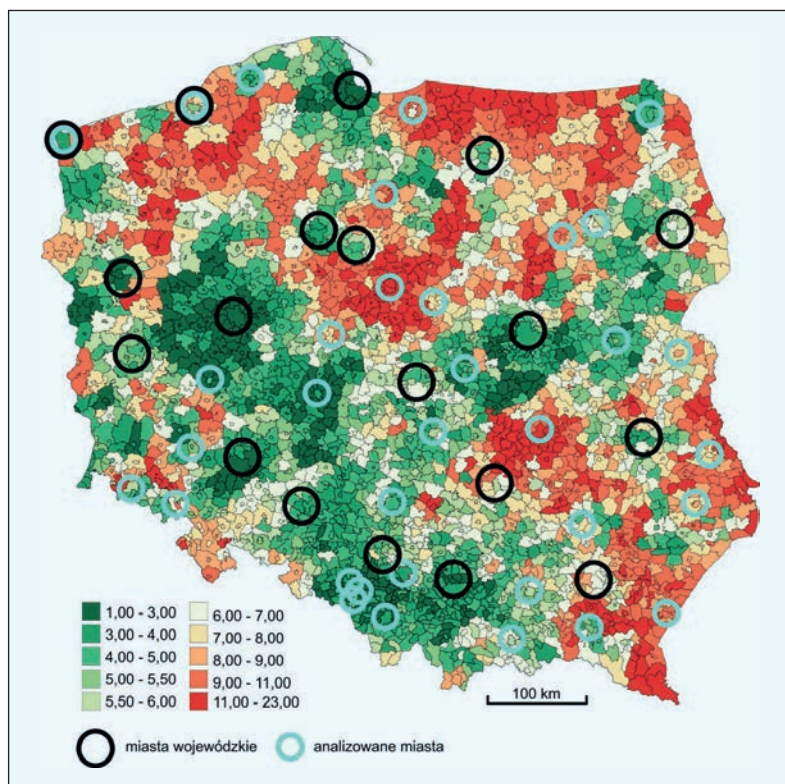 1,00 - 3,00
3,00 - 4,00
4,00 - 5,00
5,00 - 5,50
5,50 - 6,00
6,00 - 7,00
7,00 - 8,00
8,00 - 9,00
9,00 - 11,00
11,00 - 23,00
100 km
miasta wojewódzkie
analizowane miasta